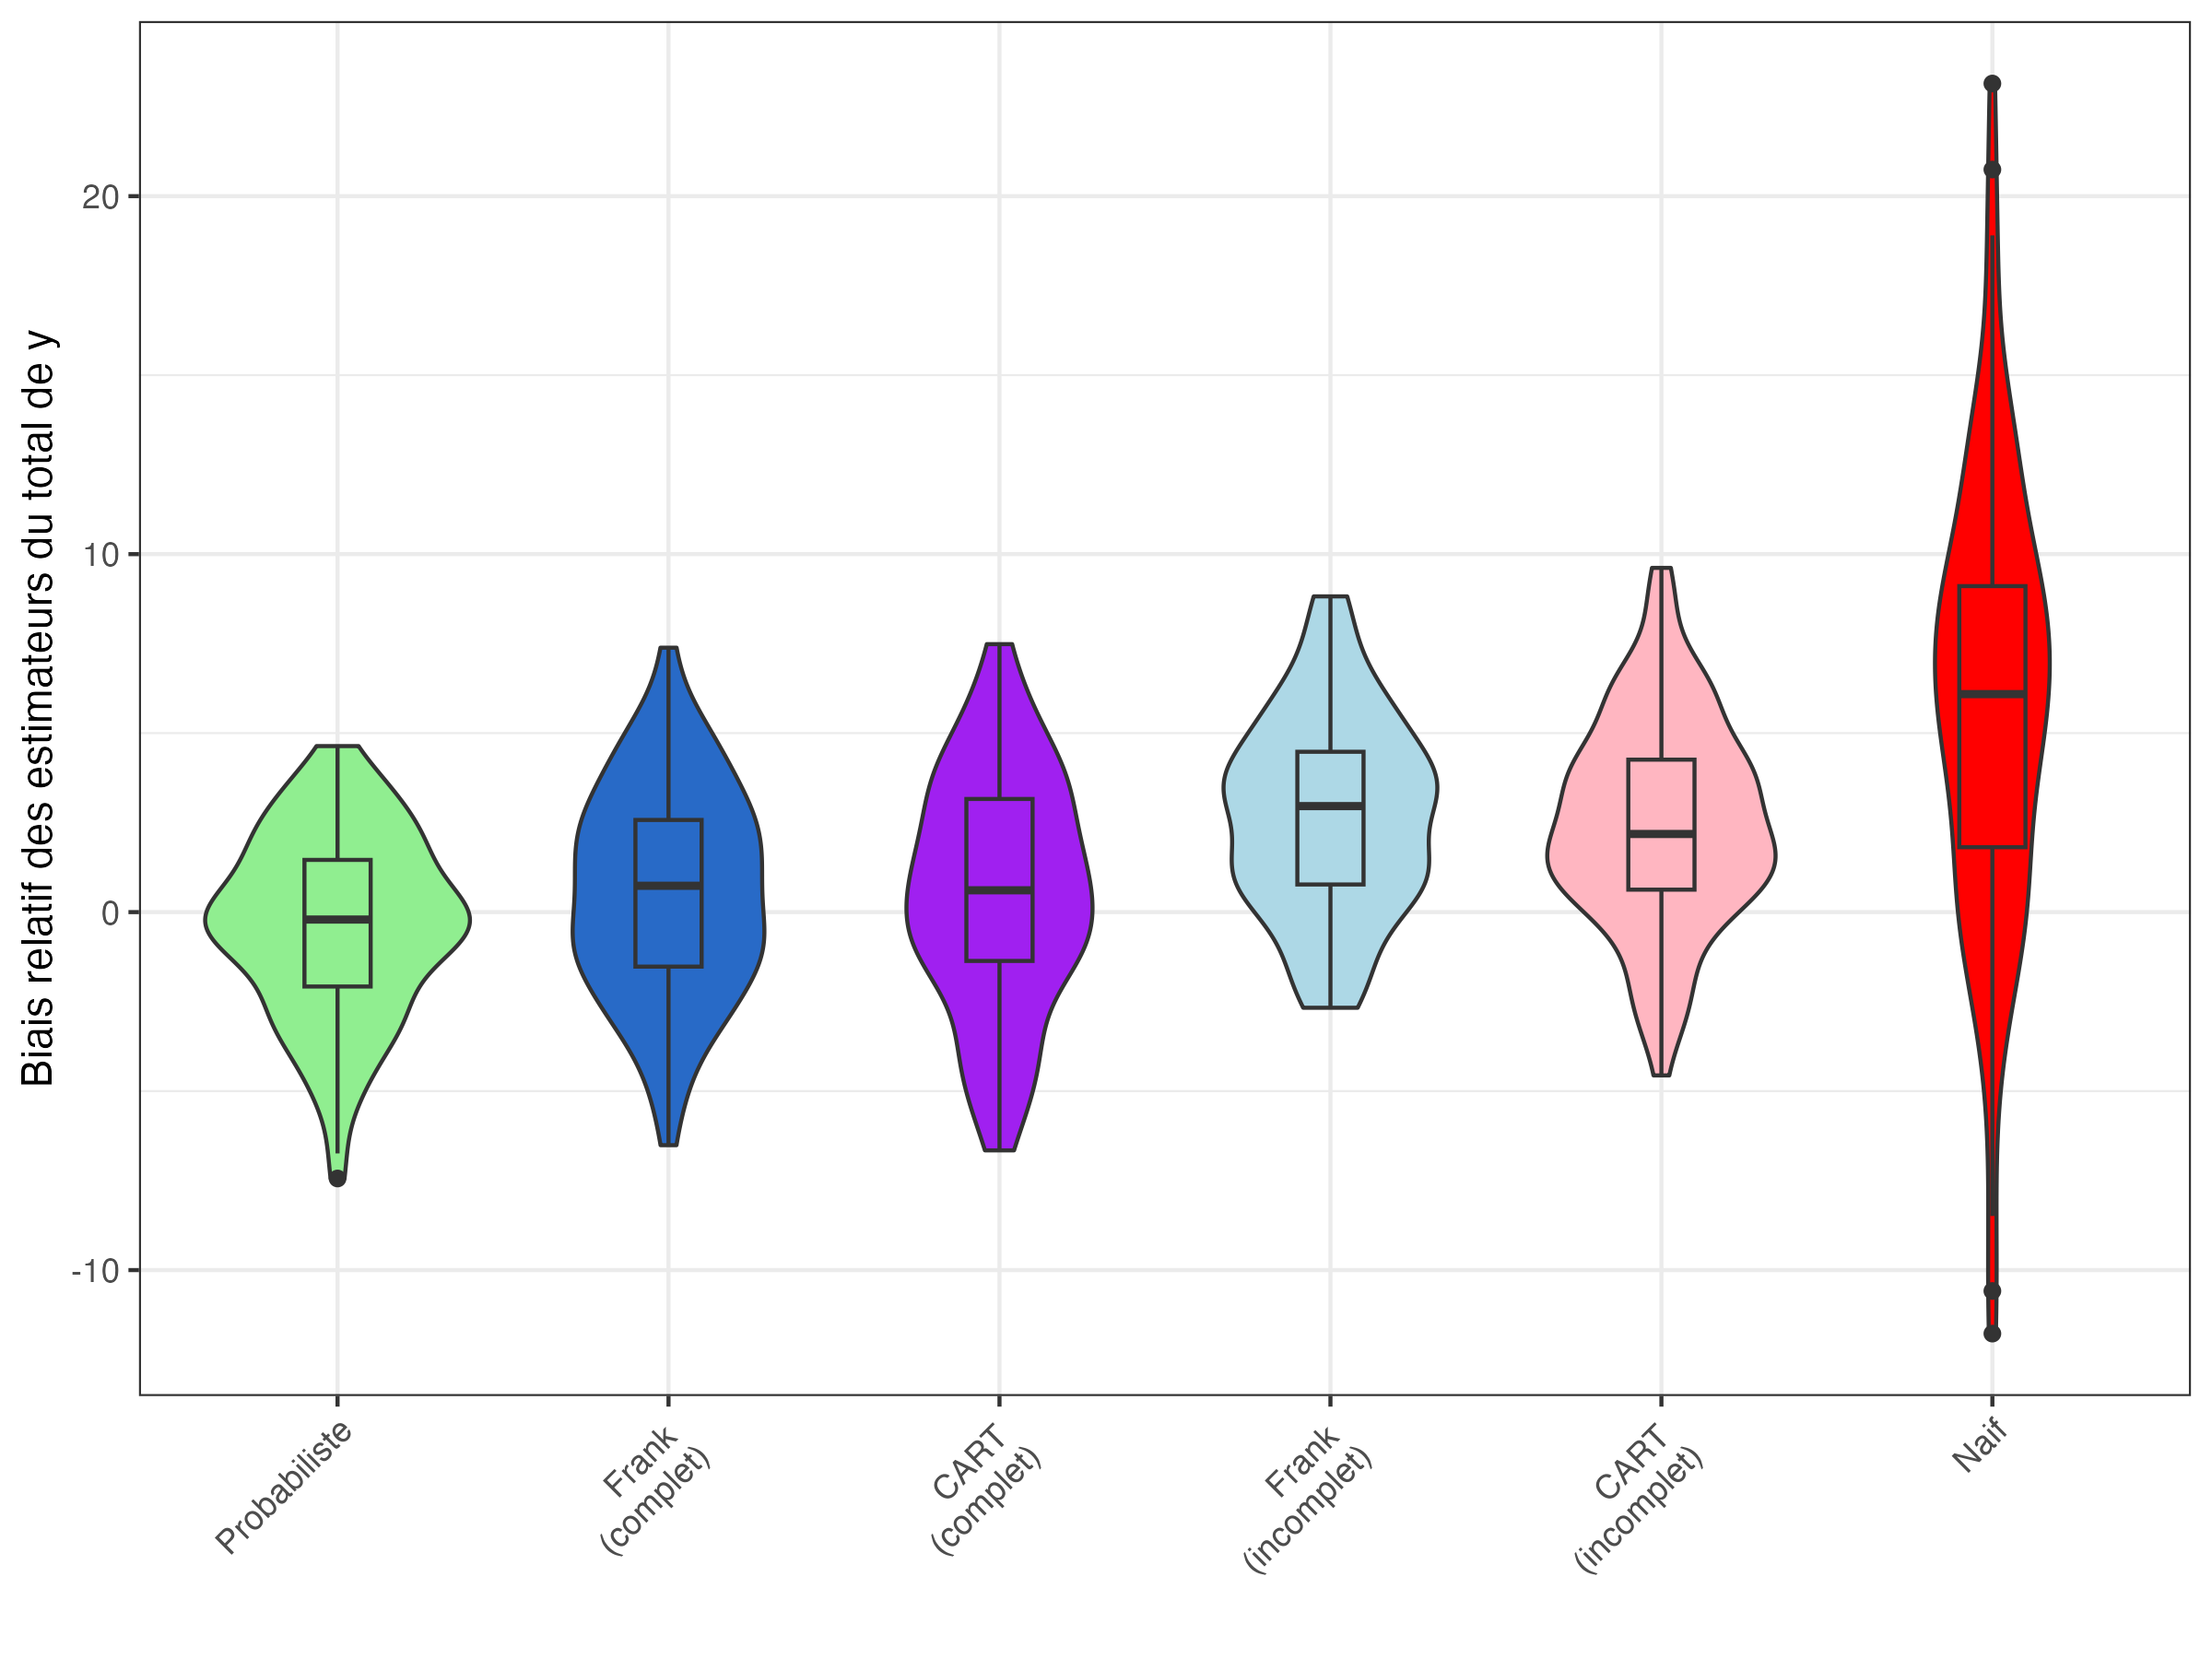 Biais relatif des estimateurs du total de y
20
10
0
-10
Probabiliste
Frank
(complet)
CART
(complet)
Frank
(incomplet)
CART
(incomplet)
Naif